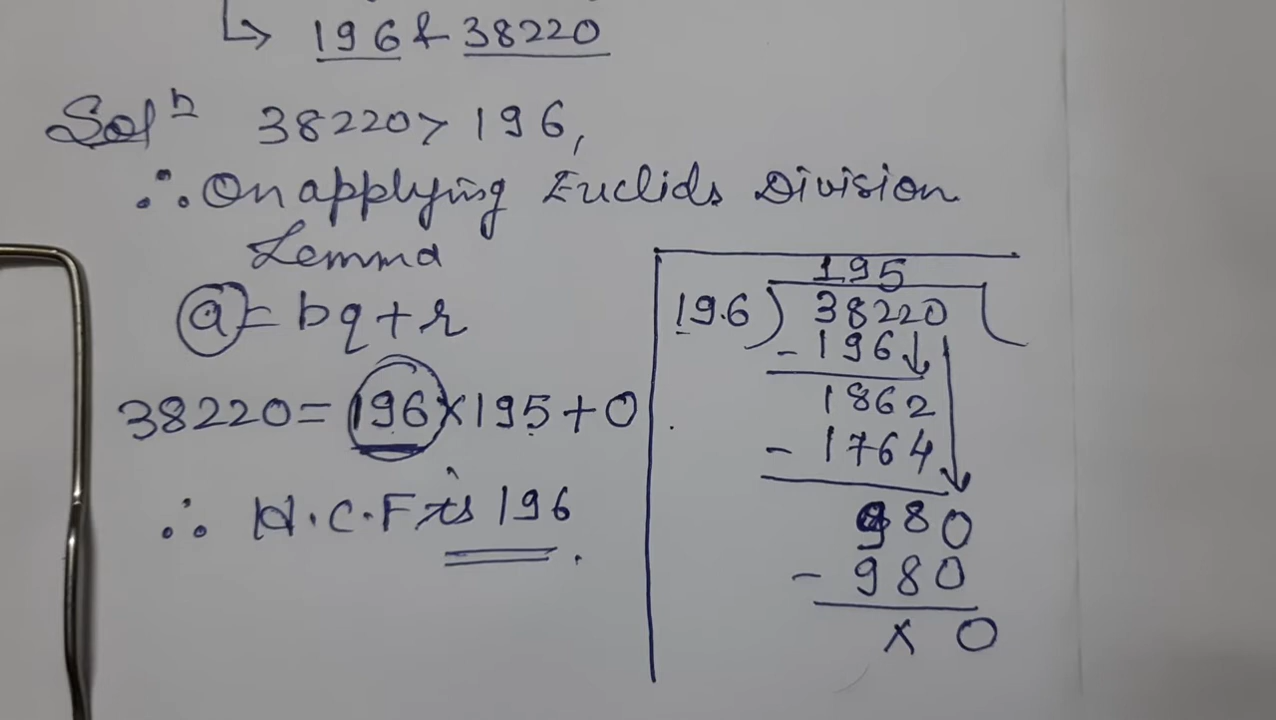 ↳ 196 & 38220
Solⁿ 38220 > 196,
∴ On applying Euclids Division
Lemma
a = bq + r
38220 = 196 × 195 + 0
∴ H.C.F is 196.
195
196 ) 38220 (
- 196
1862
- 1764
980
- 980
× 0